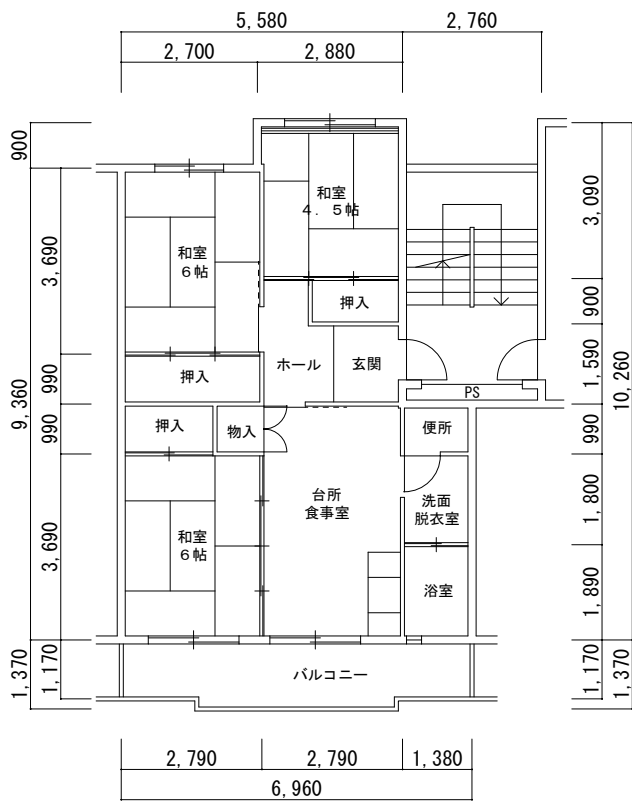 5,580
2,760
2,700
2,880
900
3,690
9,360
990
990
3,690
1,370
1,170
3,090
900
1,590
10,260
990
1,800
1,890
1,170
1,370
和室
4.5帖
和室
6帖
押入
ホール
玄関
押入
PS
押入
物入
便所
台所
食事室
洗面
脱衣室
和室
6帖
浴室
バルコニー
2,790
2,790
1,380
6,960